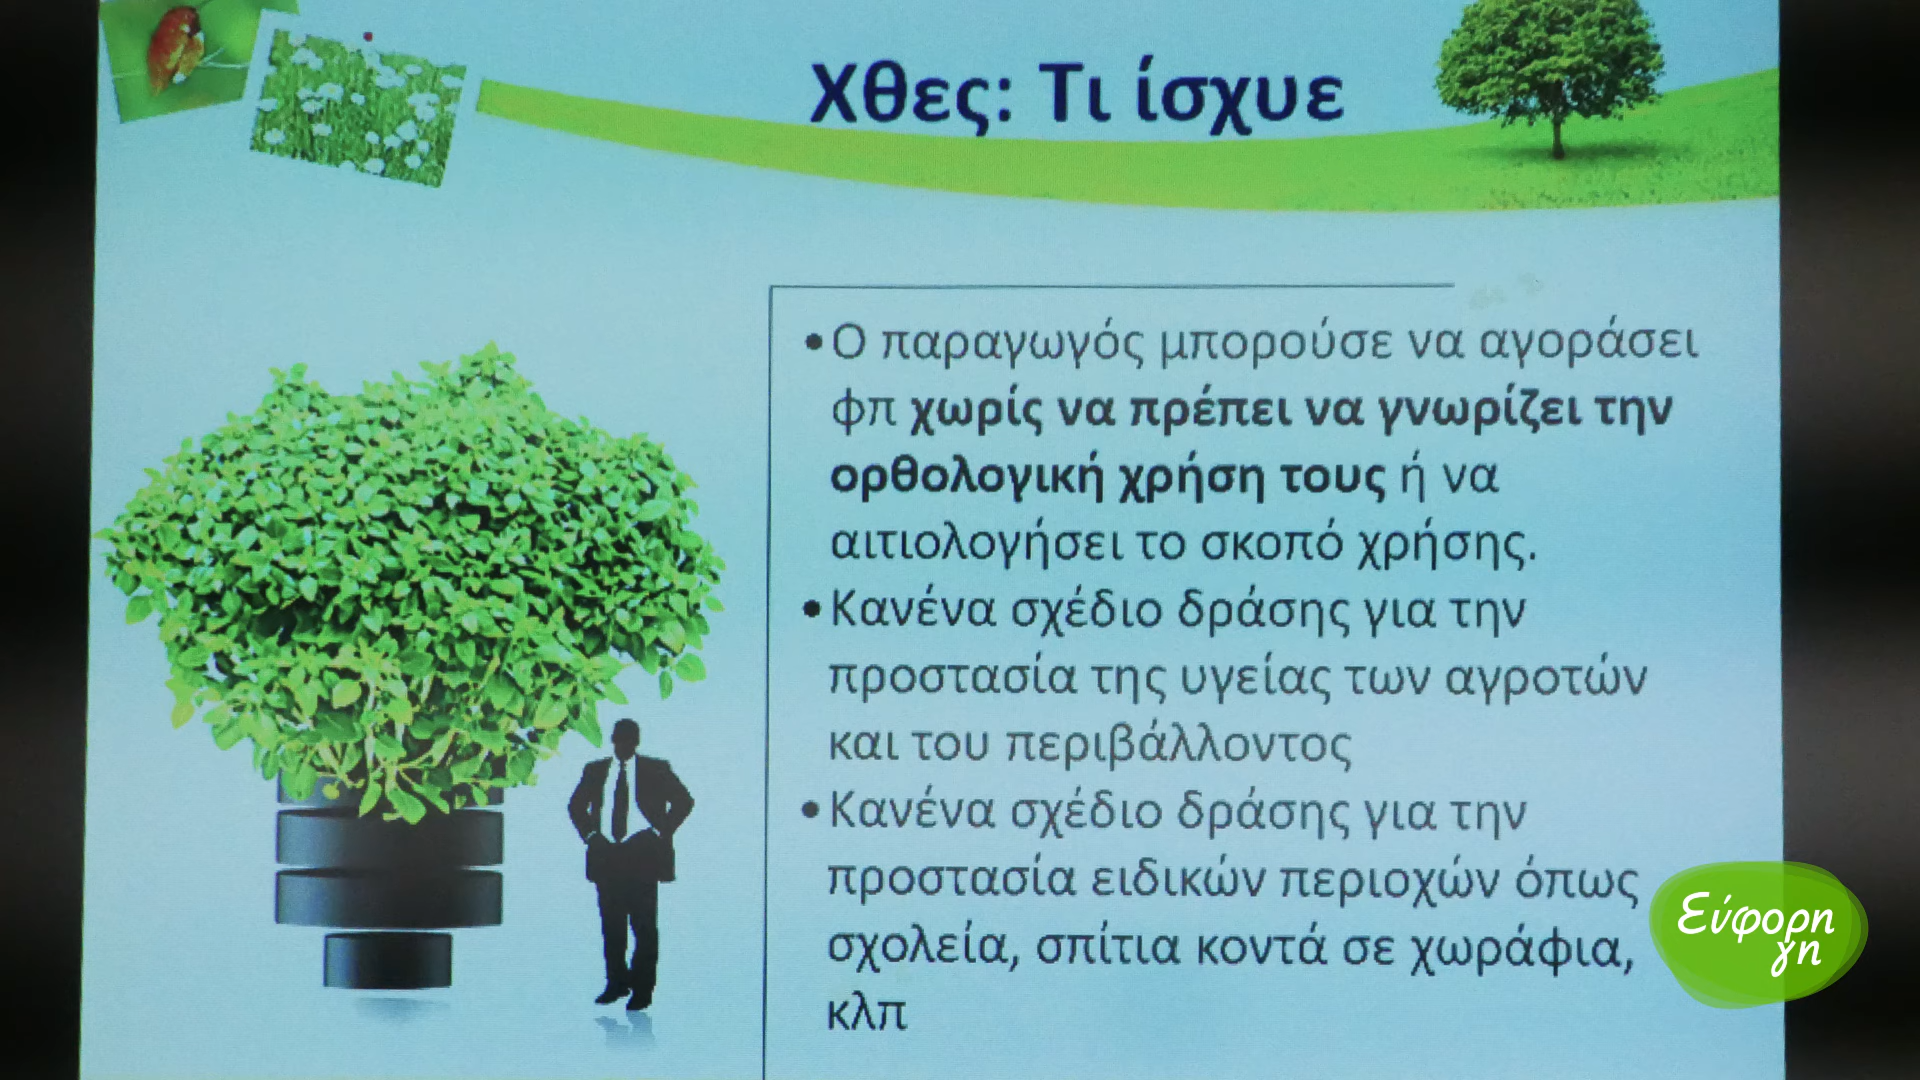 Χθες: Τι ίσχυε
•Ο παραγωγός μπορούσε να αγοράσει
φπ χωρίς να πρέπει να γνωρίζει την
ορθολογική χρήση τους ή να
αιτιολογήσει το σκοπό χρήσης.
•Κανένα σχέδιο δράσης για την
προστασία της υγείας των αγροτών
και του περιβάλλοντος
•Κανένα σχέδιο δράσης για την
προστασία ειδικών περιοχών όπως
σχολεία, σπίτια κοντά σε χωράφια,
κλπ
Εύφορη
γη